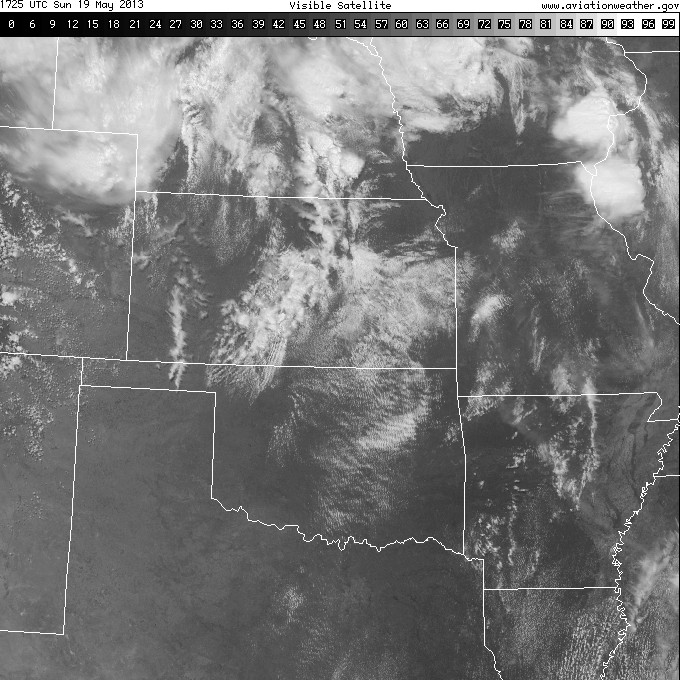 1725 UTC Sun 19 May 2013 Visible Satellite www.aviationweather.gov
0 6 9 12 15 18 21 24 27 30 33 36 39 42 45 48 51 54 57 60 63 66 69 72 75 78 81 84 87 90 93 96 99